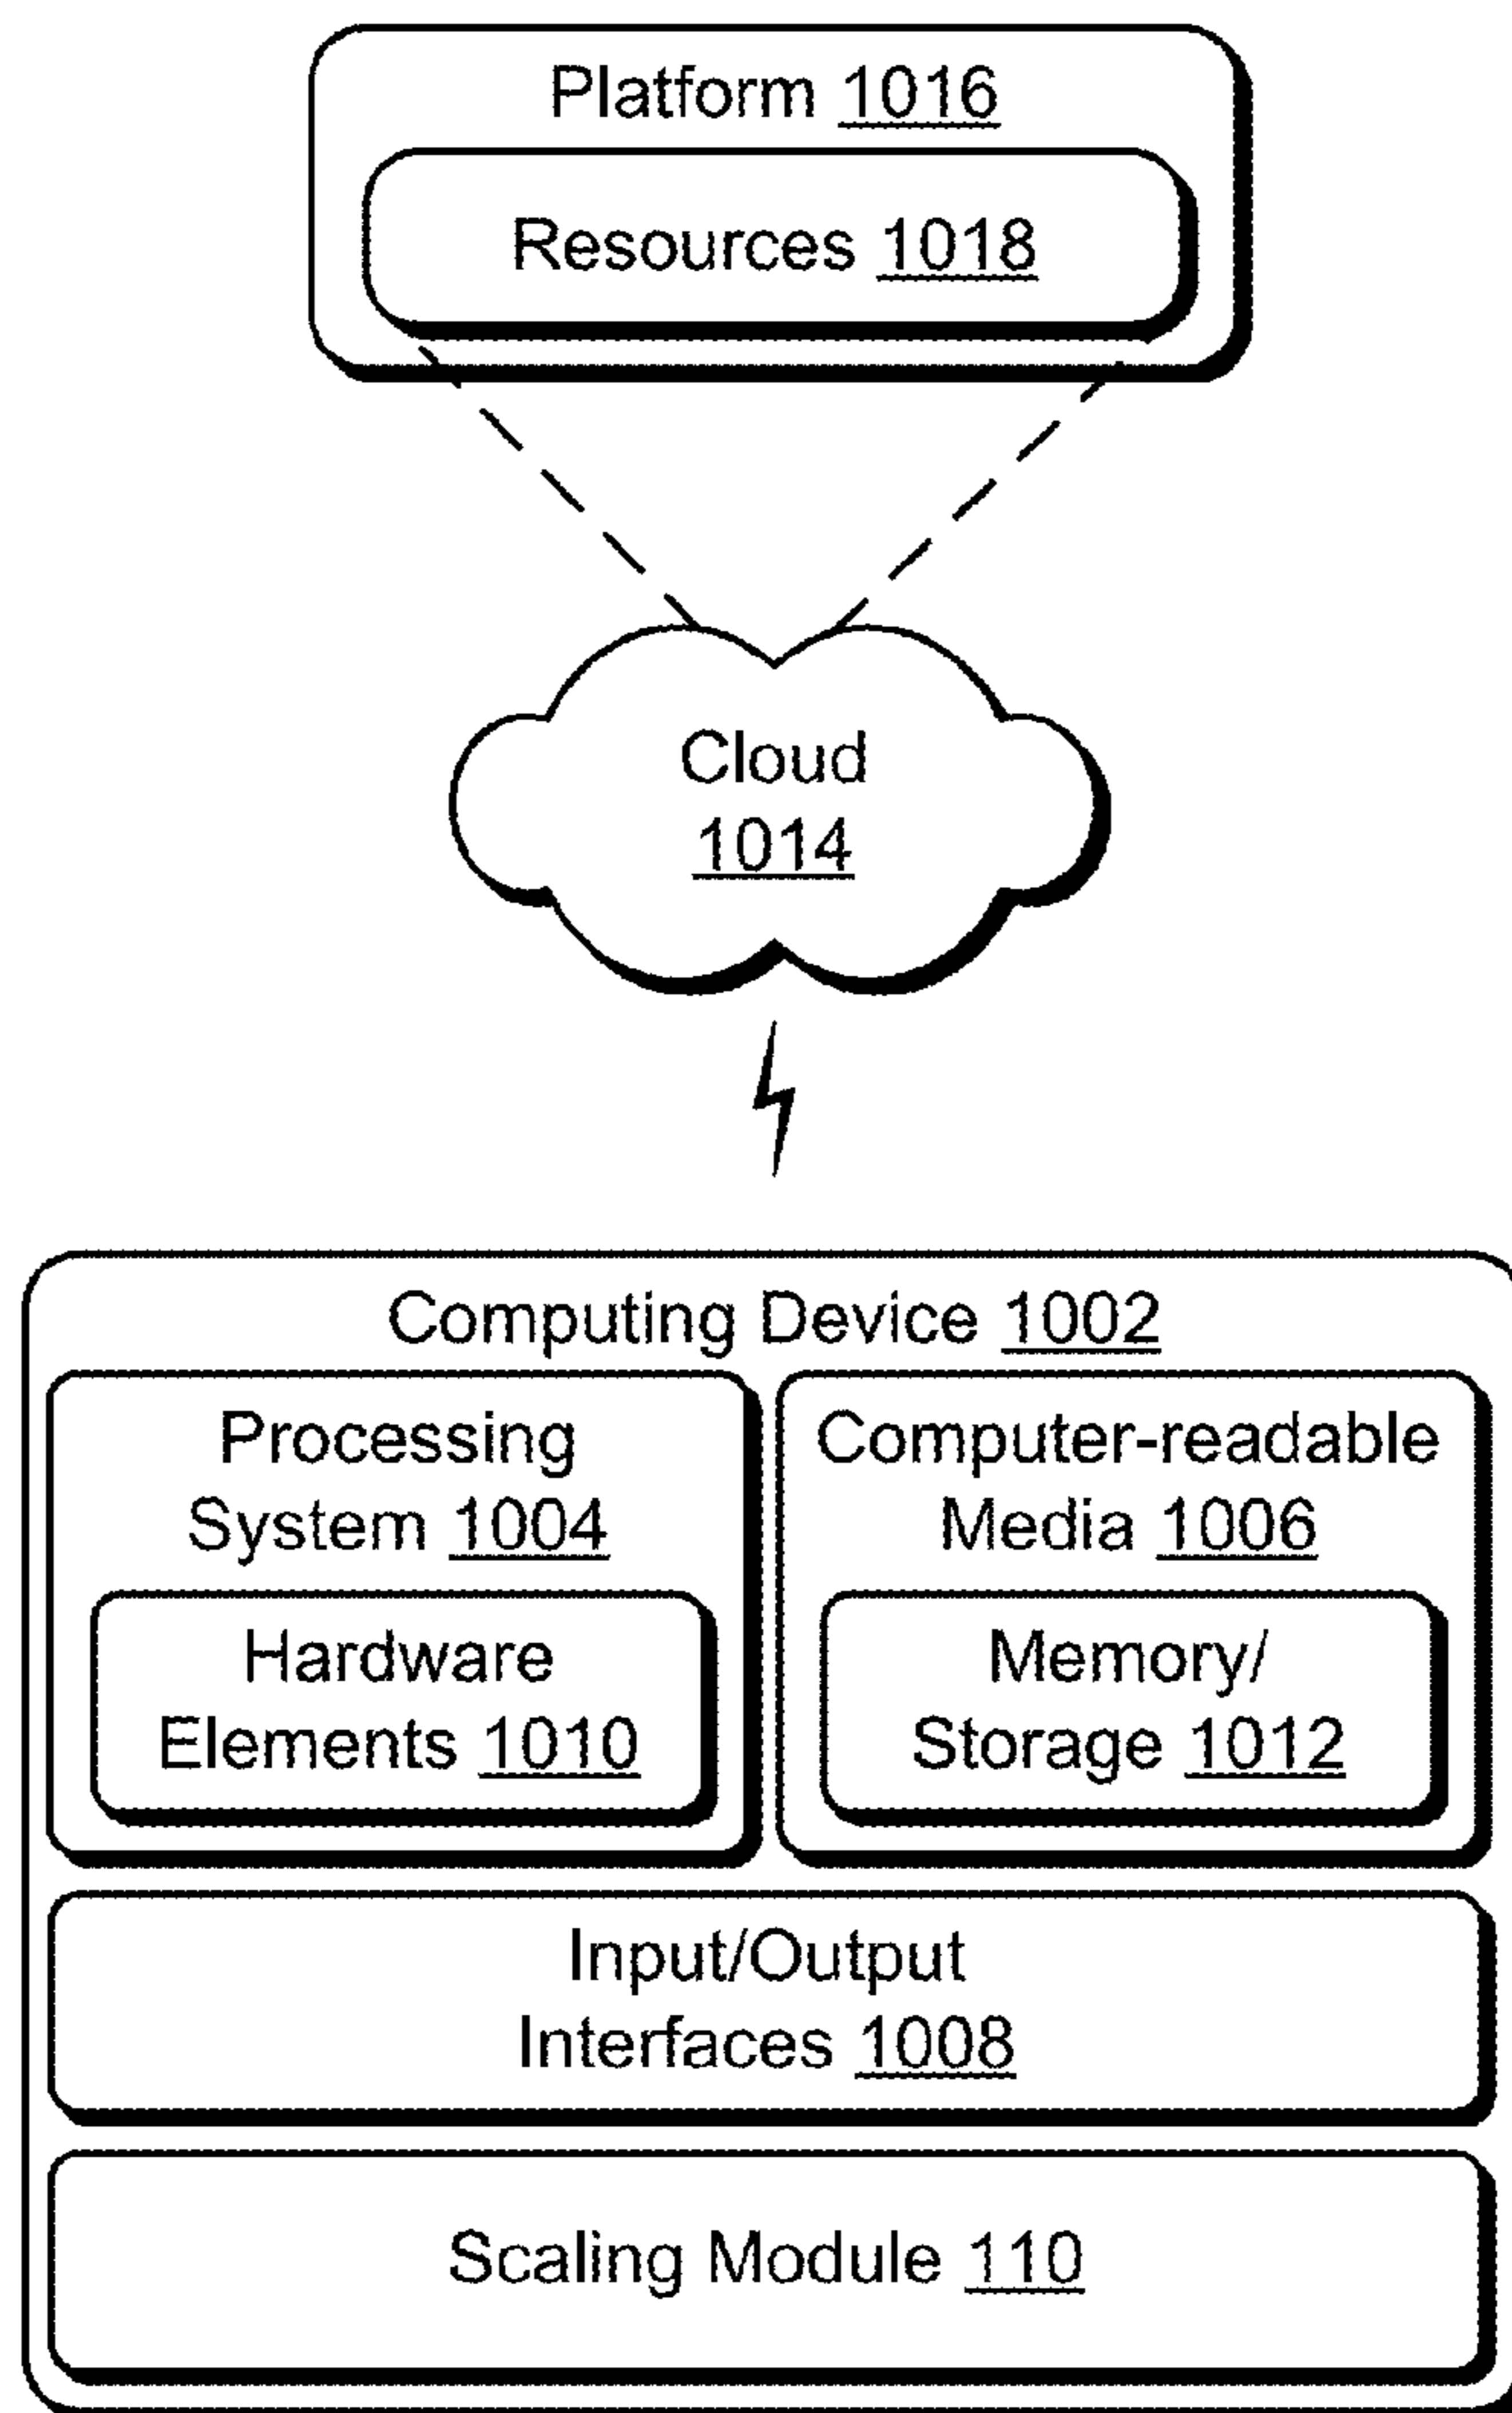 Platform 1016
Resources 1018
Cloud
1014
Computing Device 1002
Processing
System 1004
Hardware
Elements 1010
Computer-readable
Media 1006
Memory/
Storage 1012
Input/Output
Interfaces 1008
Scaling Module 110